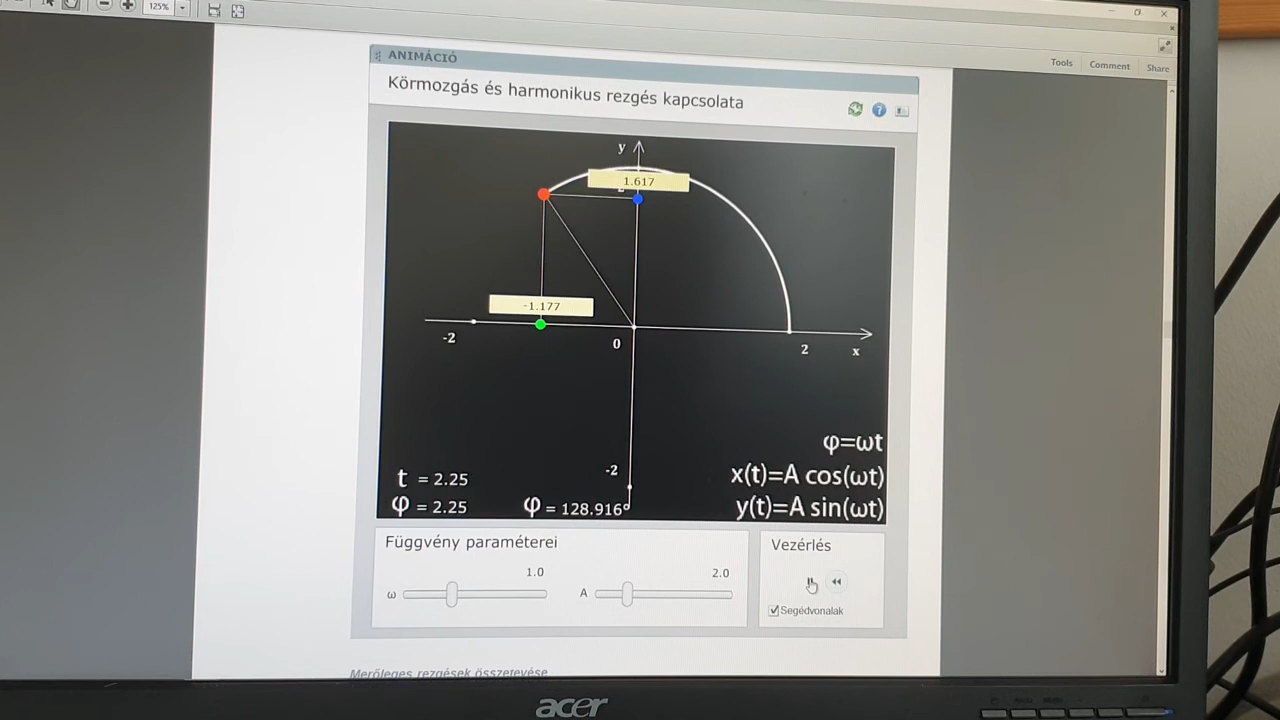 125%
Tools Comment Share
ANIMÁCIÓ
Körmozgás és harmonikus rezgés kapcsolata
y
1.617
-1.177
-2
0
2
x
-2
φ=ωt
x(t)=A cos(ωt)
y(t)=A sin(ωt)
t = 2.25
φ = 2.25
φ = 128.916°
Függvény paraméterei
ω 1.0
A 2.0
Vezérlés
Segédvonalak
Merőleges rezgések összetevése
acer